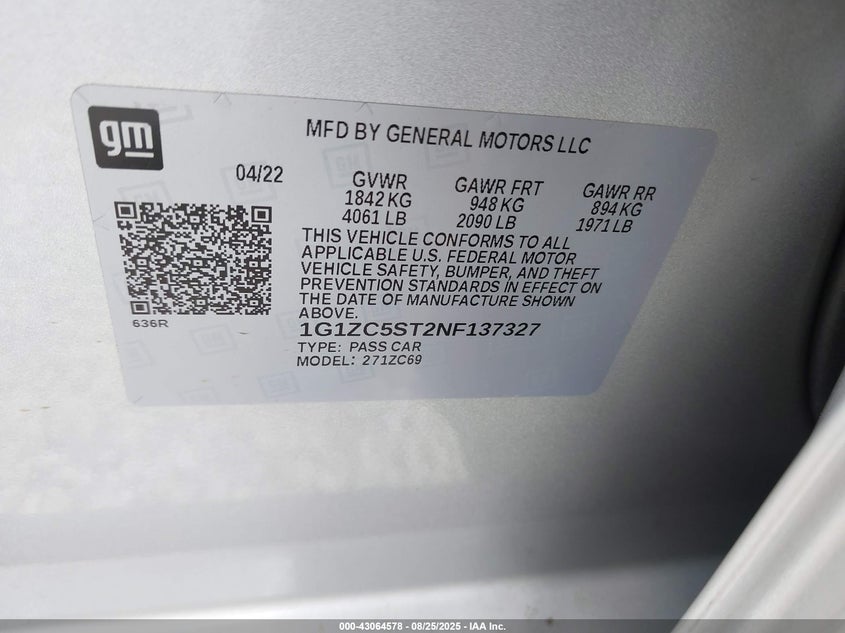 gm
MFD BY GENERAL MOTORS LLC
04/22
GVWR GAWR FRT GAWR RR
1842 KG 948 KG 894 KG
4061 LB 2090 LB 1971 LB
THIS VEHICLE CONFORMS TO ALL
APPLICABLE U.S. FEDERAL MOTOR
VEHICLE SAFETY, BUMPER, AND THEFT
PREVENTION STANDARDS IN EFFECT ON
THE DATE OF MANUFACTURE SHOWN
ABOVE.
636R
1G1ZC5ST2NF137327
TYPE: PASS CAR
MODEL: 271ZC69
000-43064578 - 08/25/2025 - IAA Inc.